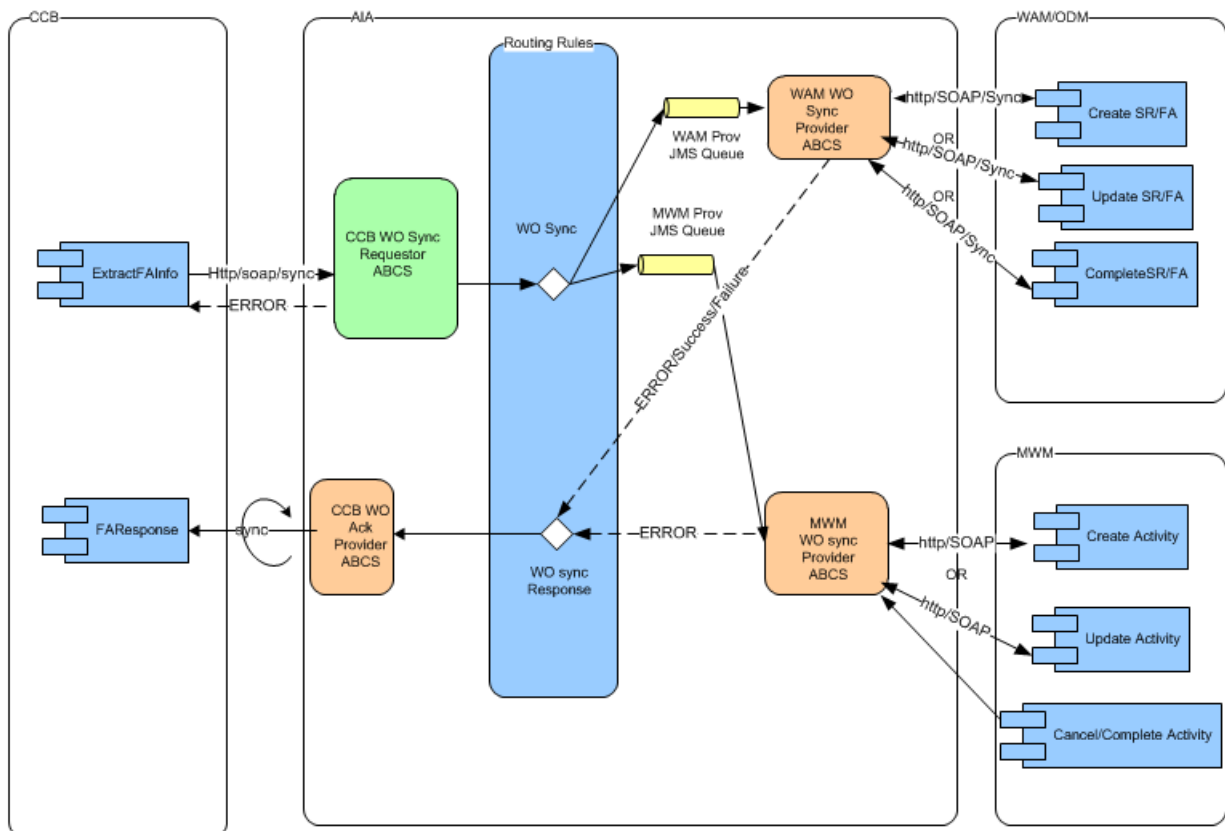 CCB
AIA
WAM/ODM
Routing Rules
WAM Prov
JMS Queue
WAM WO
Sync
Provider
ABCS
http/SOAP/Sync
Create SR/FA
OR
http/SOAP/Sync
Update SR/FA
OR
http/SOAP/Sync
CompleteSR/FA
MWM Prov
JMS Queue
WO Sync
CCB WO Sync
Requestor
ABCS
ExtractFAInfo
Http/soap/sync
ERROR
ERROR/Success/Failure
MWM
FAResponse
sync
CCB WO
Ack
Provider
ABCS
WO sync
Response
ERROR
MWM
WO sync
Provider
ABCS
http/SOAP
Create Activity
OR
http/SOAP
Update Activity
Cancel/Complete Activity